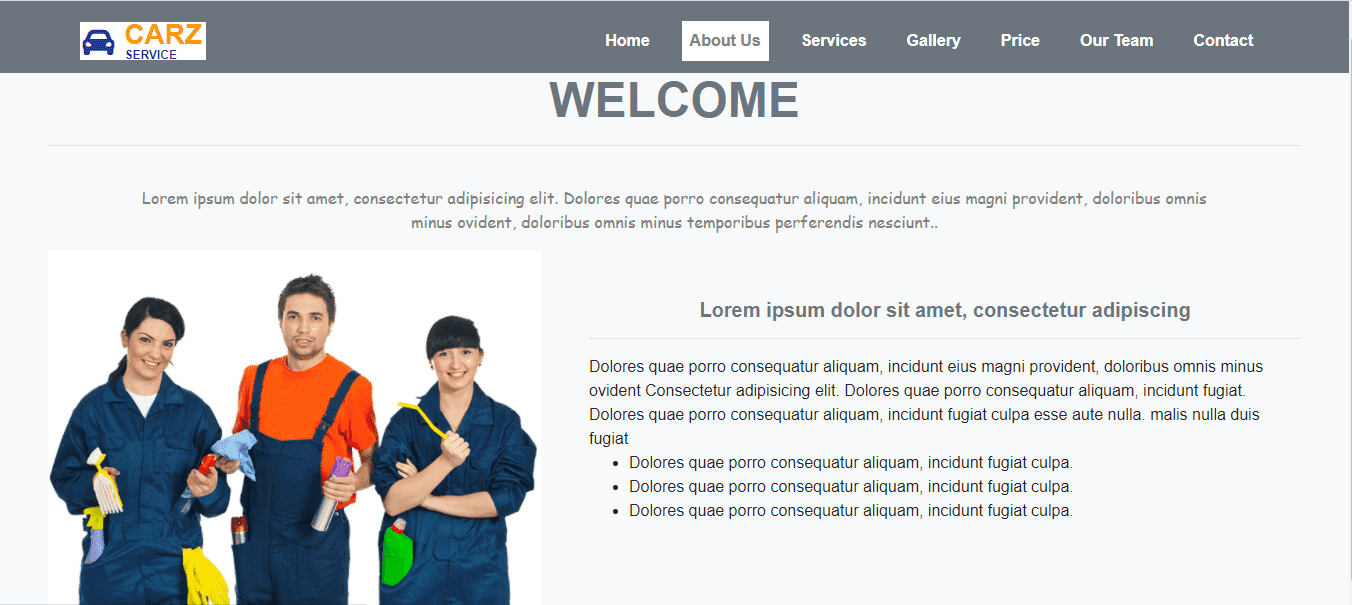 CARZ
SERVICE
Home About Us Services Gallery Price Our Team Contact
WELCOME
Lorem ipsum dolor sit amet, consectetur adipisicing elit. Dolores quae porro consequatur aliquam, incidunt eius magni provident, doloribus omnis
minus ovident, doloribus omnis minus temporibus perferendis nesciunt..
Lorem ipsum dolor sit amet, consectetur adipiscing
Dolores quae porro consequatur aliquam, incidunt eius magni provident, doloribus omnis minus
ovident Consectetur adipisicing elit. Dolores quae porro consequatur aliquam, incidunt fugiat.
Dolores quae porro consequatur aliquam, incidunt fugiat culpa esse aute nulla. malis nulla duis
fugiat
• Dolores quae porro consequatur aliquam, incidunt fugiat culpa.
• Dolores quae porro consequatur aliquam, incidunt fugiat culpa.
• Dolores quae porro consequatur aliquam, incidunt fugiat culpa.